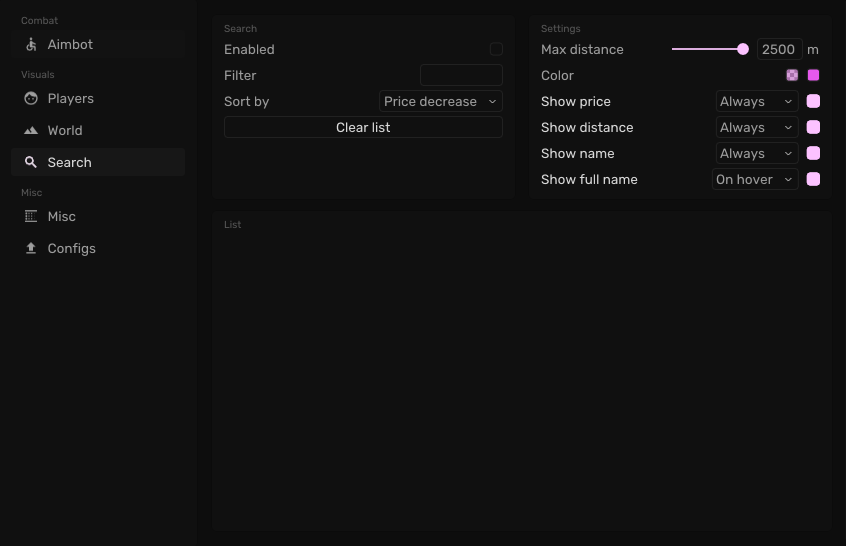 Combat
Aimbot
Visuals
Players
World
Search
Misc
Misc
Configs
Search
Enabled
Filter
Sort by Price decrease
Clear list
Settings
Max distance 2500 m
Color
Show price Always
Show distance Always
Show name Always
Show full name On hover
List